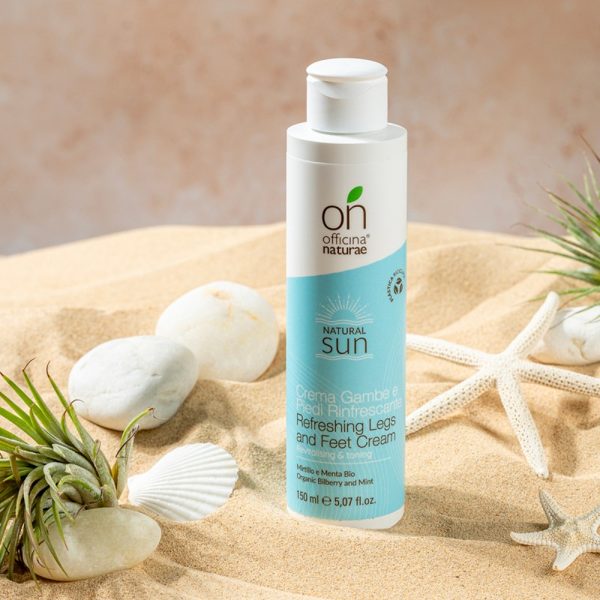 on
officina®
naturae
NATURAL
sun
Crema Gambe e
Piedi Rinfrescante
Refreshing Legs
and Feet Cream
revitalising & toning
Mirtillo e Menta Bio
Organic Bilberry and Mint
150 ml ℮ 5,07 fl.oz.